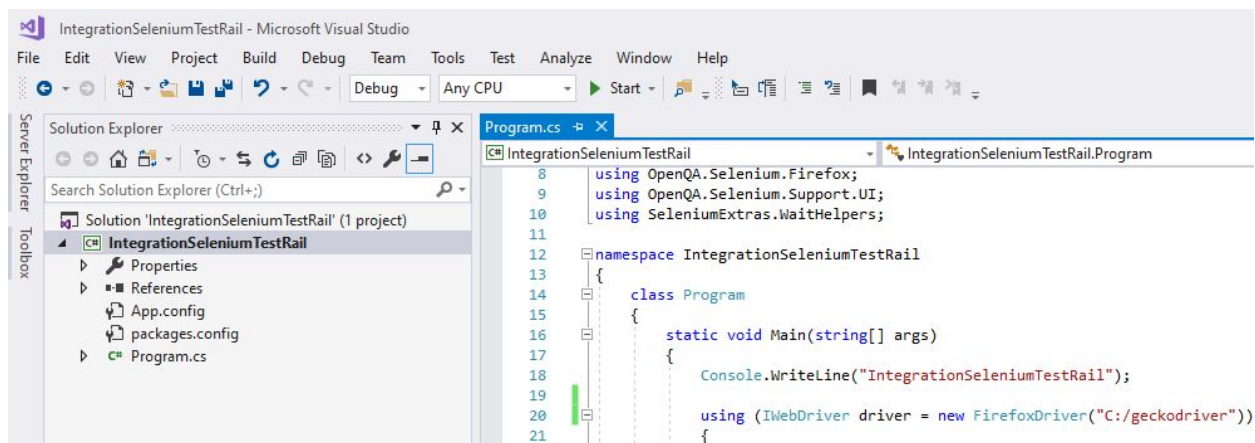 IntegrationSeleniumTestRail - Microsoft Visual Studio
File Edit View Project Build Debug Team Tools Test Analyze Window Help
Debug Any CPU Start
Server Explorer
Toolbox
Solution Explorer
Search Solution Explorer (Ctrl+;)
Solution 'IntegrationSeleniumTestRail' (1 project)
C# IntegrationSeleniumTestRail
Properties
References
App.config
packages.config
C# Program.cs
Program.cs
C# IntegrationSeleniumTestRail IntegrationSeleniumTestRail.Program
8 using OpenQA.Selenium.Firefox;
9 using OpenQA.Selenium.Support.UI;
10 using SeleniumExtras.WaitHelpers;
11
12 namespace IntegrationSeleniumTestRail
13 {
14 class Program
15 {
16 static void Main(string[] args)
17 {
18 Console.WriteLine("IntegrationSeleniumTestRail");
19
20 using (IWebDriver driver = new FirefoxDriver("C:/geckodriver"))
21 {